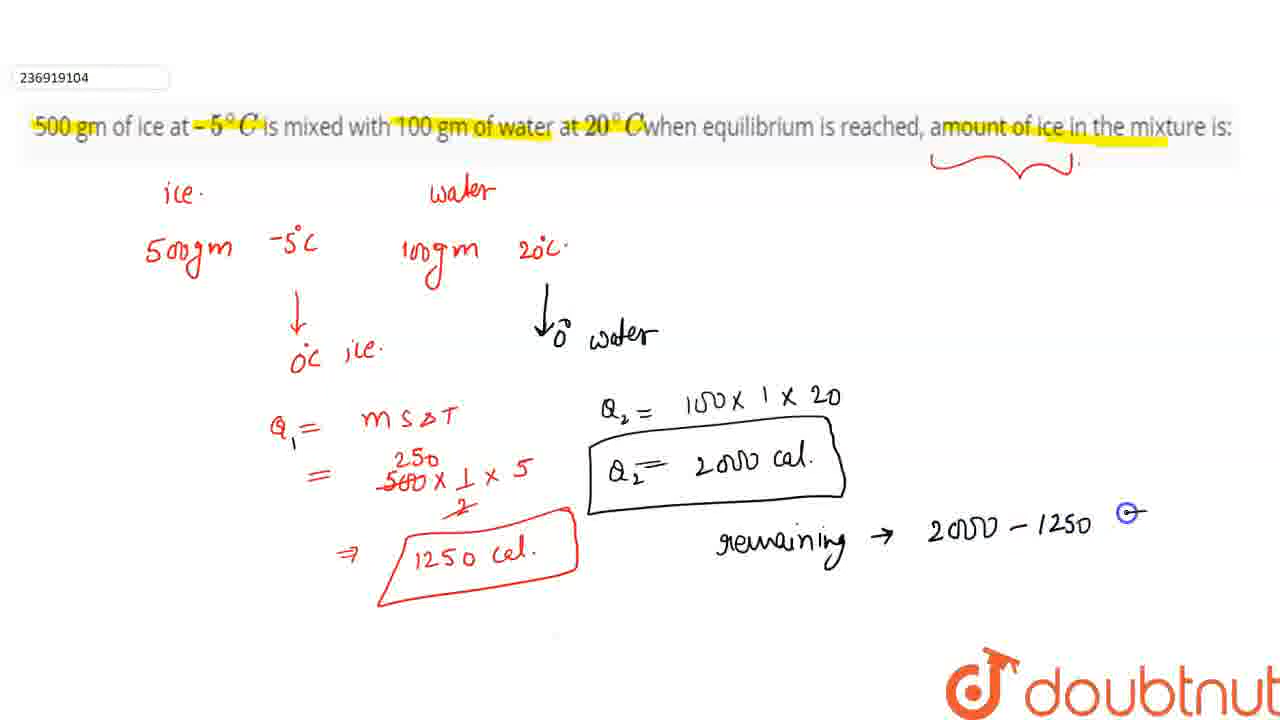 236919104
500 gm of ice at – 5°C is mixed with 100 gm of water at 20°C when equilibrium is reached, amount of ice in the mixture is:
ice. water
500gm -5°C 100gm 20°C.
0°C ice. 0° water
Q1 = m s Δ T Q2 = 100 × 1 × 20
250
= 500 × 1/2 × 5 Q2 = 2000 cal.
⇒ 1250 cal. remaining → 2000 - 1250 =
doubtnut